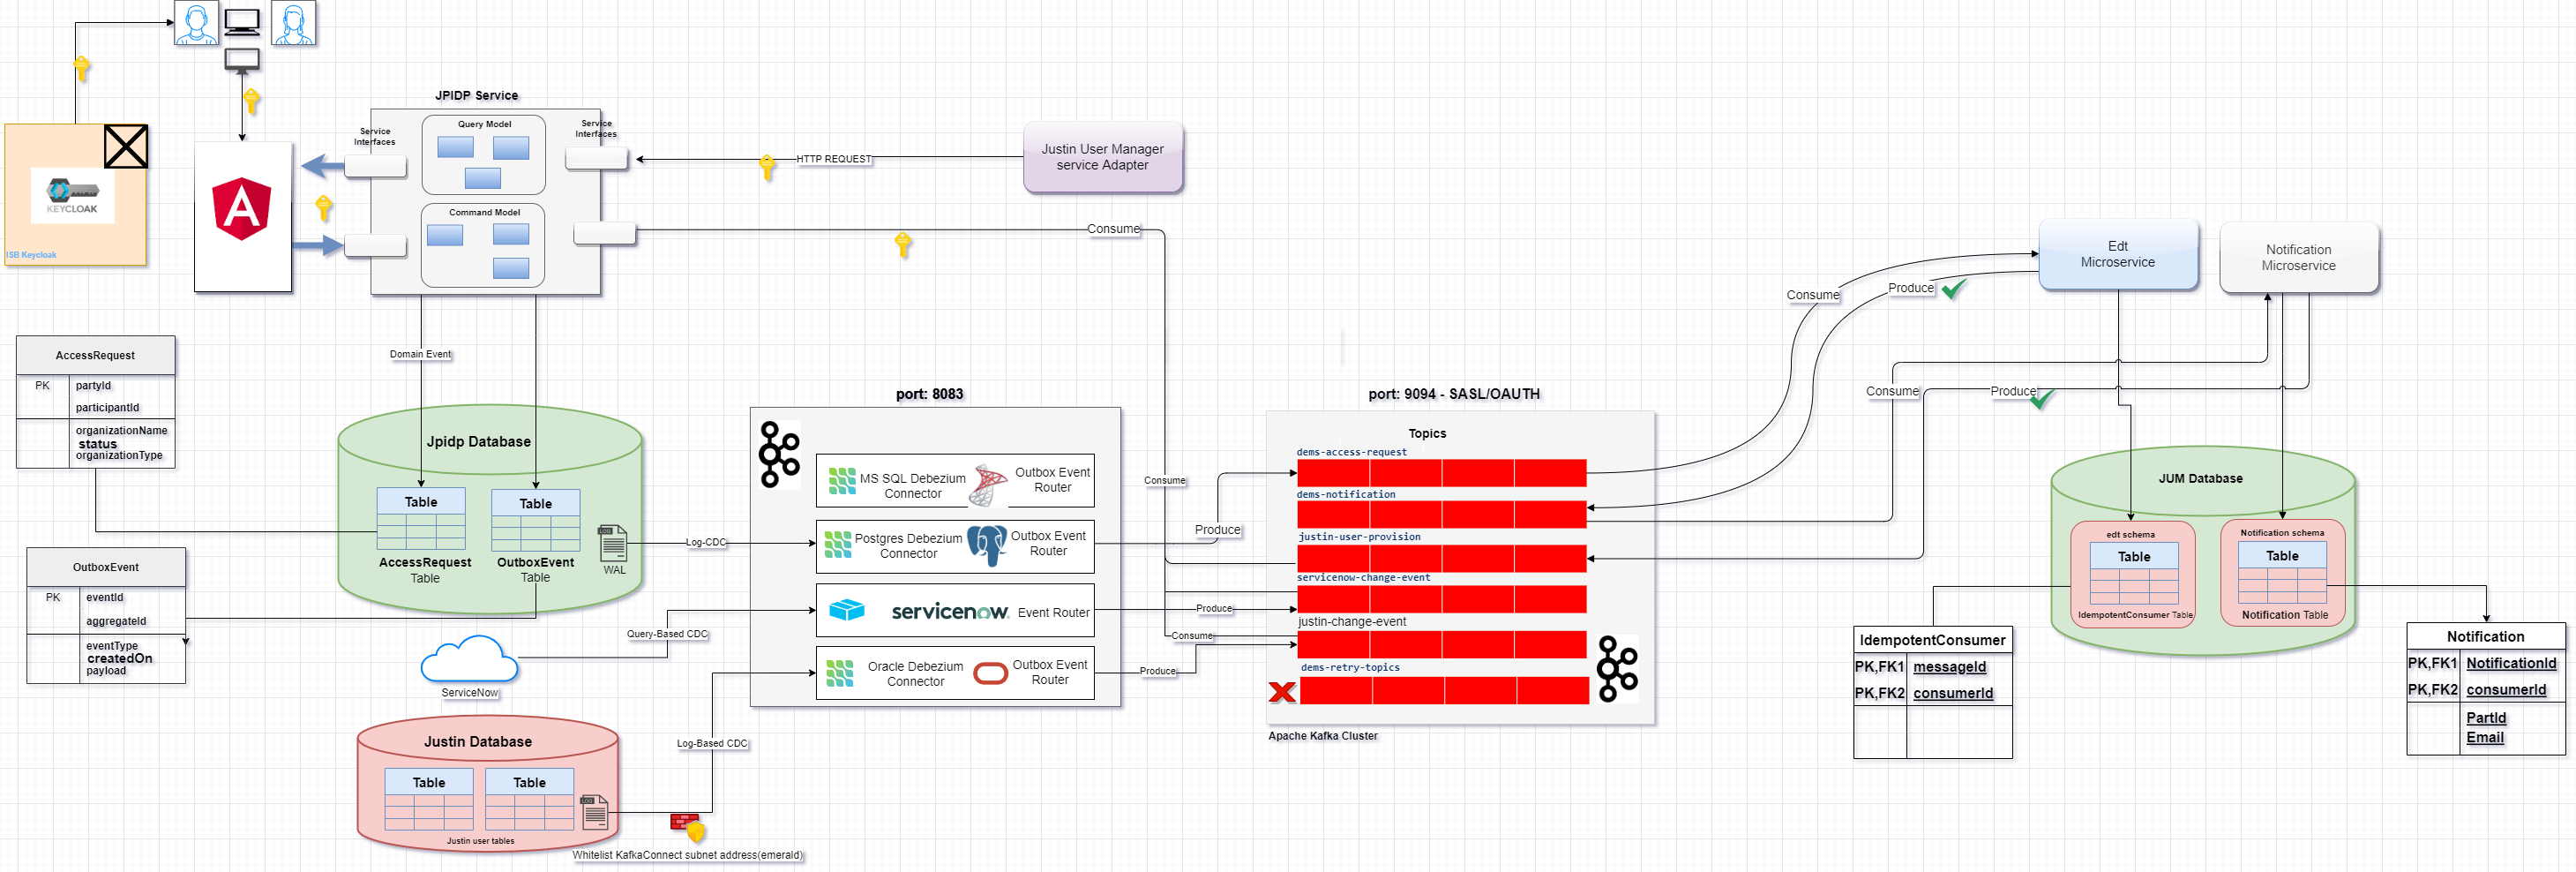 JPIDP Service
Service
Interfaces
Query Model
Service
Interfaces
Command Model
KEYCLOAK
ISB Keycloak
HTTP REQUEST
Justin User Manager
service Adapter
Consume
Edt
Microservice
Notification
Microservice
Consume
Produce
Consume
Produce
Domain Event
AccessRequest
PK
partyId
participantId
organizationName
status
organizationType
OutboxEvent
PK
eventId
aggregateId
eventType
createdOn
payload
Jpidp Database
Table
Table
AccessRequest
Table
OutboxEvent
Table
LOG
WAL
Log-CDC
ServiceNow
Query-Based CDC
Justin Database
Table
Table
LOG
Justin user tables
Log-Based CDC
Whitelist KafkaConnect subnet address(emerald)
port: 8083
MS SQL Debezium
Connector
Outbox Event
Router
Postgres Debezium
Connector
Outbox Event
Router
servicenow
Event Router
Oracle Debezium
Connector
Outbox Event
Router
Consume
Produce
Produce
Consume
Produce
port: 9094 - SASL/OAUTH
Topics
dems-access-request
dems-notification
justin-user-provision
servicenow-change-event
justin-change-event
dems-retry-topics
Apache Kafka Cluster
JUM Database
edt schema
Table
IdempotentConsumer Table
Notification schema
Table
Notification Table
IdempotentConsumer
PK,FK1
messageId
PK,FK2
consumerId
Notification
PK,FK1
NotificationId
PK,FK2
consumerId
PartId
Email